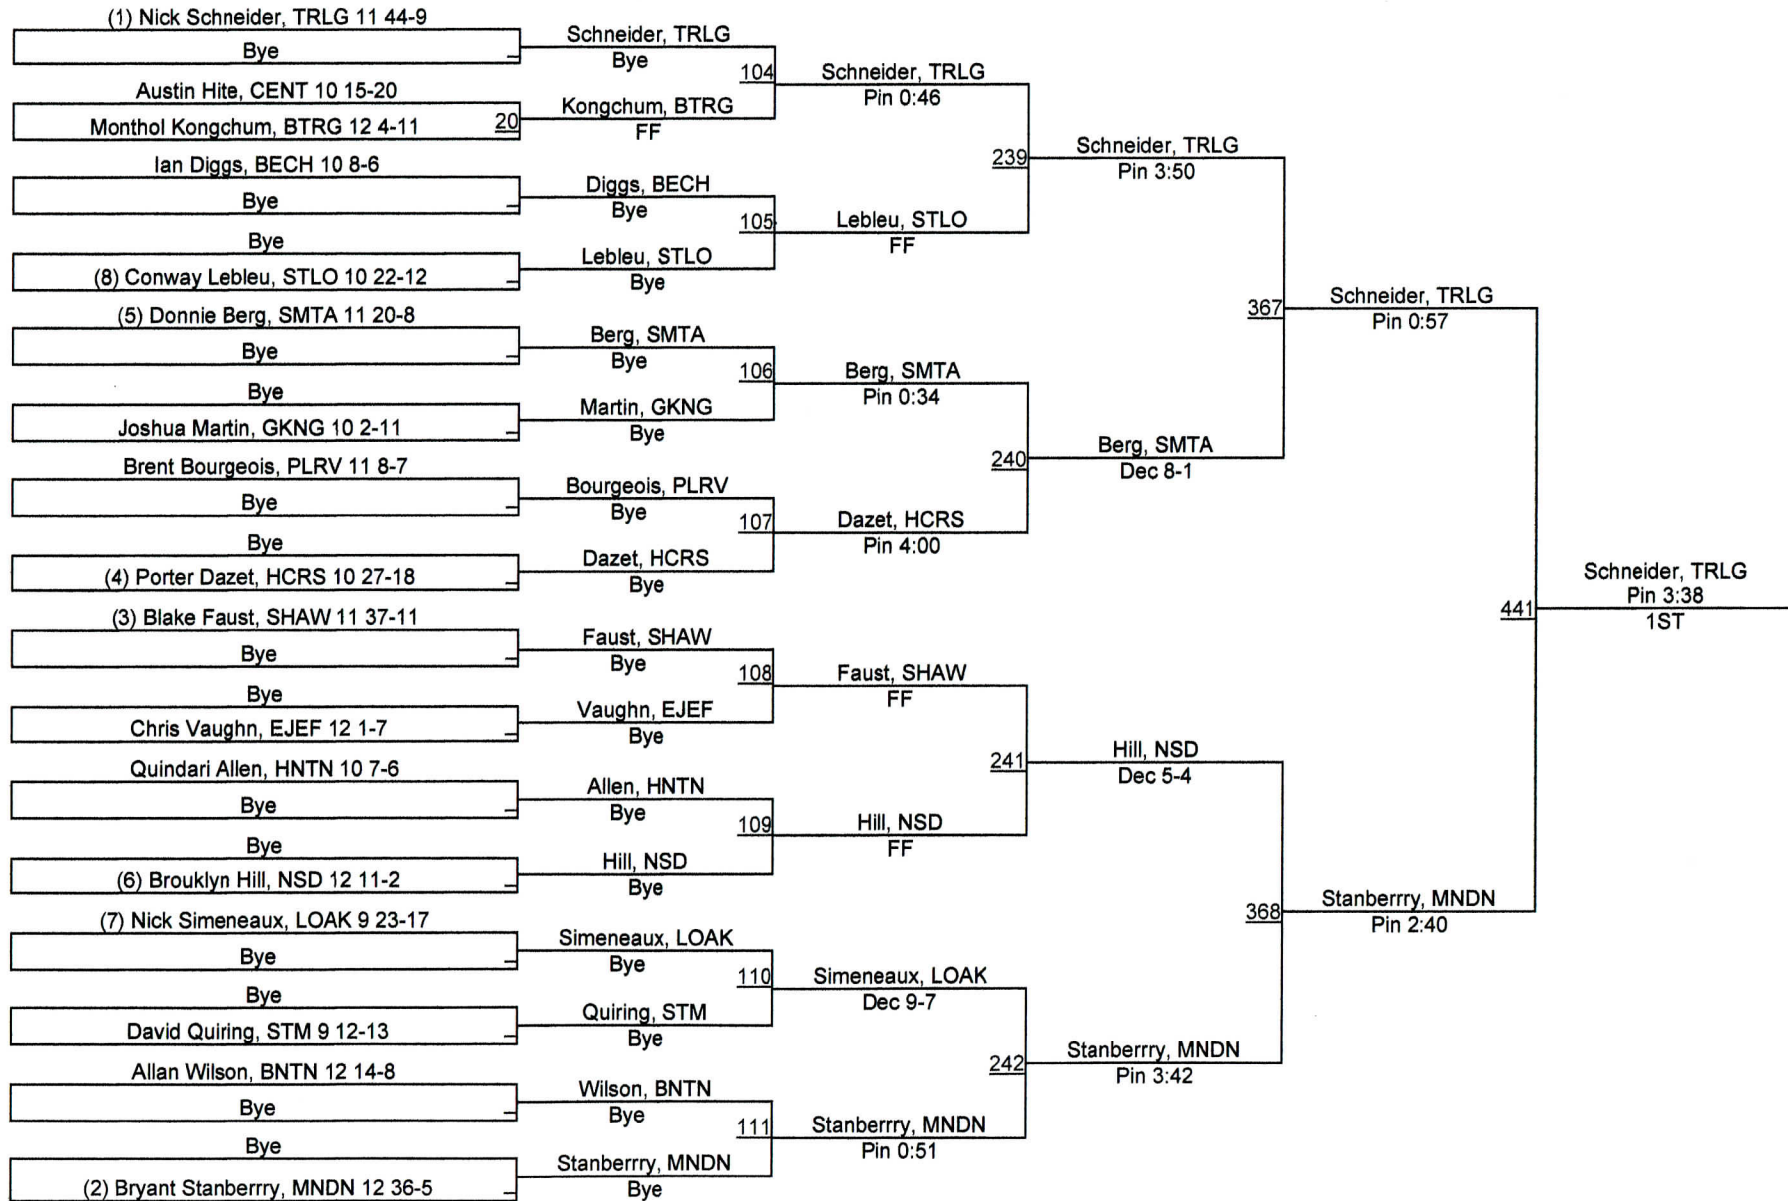 (1) Nick Schneider, TRLG 11 44-9
Bye
Austin Hite, CENT 10 15-20
Monthol Kongchum, BTRG 12 4-11
20
Ian Diggs, BECH 10 8-6
Bye
Bye
(8) Conway Lebleu, STLO 10 22-12
(5) Donnie Berg, SMTA 11 20-8
Bye
Bye
Joshua Martin, GKNG 10 2-11
Brent Bourgeois, PLRV 11 8-7
Bye
Bye
(4) Porter Dazet, HCRS 10 27-18
(3) Blake Faust, SHAW 11 37-11
Bye
Bye
Chris Vaughn, EJEF 12 1-7
Quindari Allen, HNTN 10 7-6
Bye
Bye
(6) Brouklyn Hill, NSD 12 11-2
(7) Nick Simeneaux, LOAK 9 23-17
Bye
Bye
David Quiring, STM 9 12-13
Allan Wilson, BNTN 12 14-8
Bye
Bye
(2) Bryant Stanberrry, MNDN 12 36-5
Schneider, TRLG
Bye
104
Kongchum, BTRG
FF
Diggs, BECH
Bye
105
Lebleu, STLO
Bye
Berg, SMTA
Bye
106
Martin, GKNG
Bye
Bourgeois, PLRV
Bye
107
Dazet, HCRS
Bye
Faust, SHAW
Bye
108
Vaughn, EJEF
Bye
Allen, HNTN
Bye
109
Hill, NSD
Bye
Simeneaux, LOAK
Bye
110
Quiring, STM
Bye
Wilson, BNTN
Bye
111
Stanberrry, MNDN
Bye
Schneider, TRLG
Pin 0:46
239
Lebleu, STLO
FF
Berg, SMTA
Pin 0:34
240
Dazet, HCRS
Pin 4:00
Faust, SHAW
FF
241
Hill, NSD
FF
Simeneaux, LOAK
Dec 9-7
242
Stanberrry, MNDN
Pin 0:51
Schneider, TRLG
Pin 3:50
367
Berg, SMTA
Dec 8-1
Hill, NSD
Dec 5-4
368
Stanberrry, MNDN
Pin 3:42
Schneider, TRLG
Pin 0:57
441
Stanberrry, MNDN
Pin 2:40
Schneider, TRLG
Pin 3:38
1ST